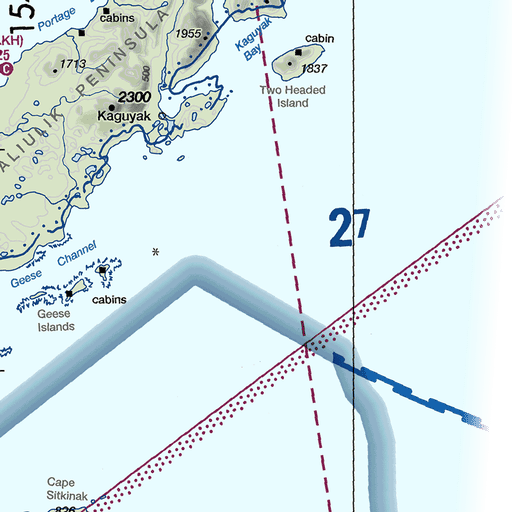 15
Portage
cabins
LKH)
25
C
1713
1955
PENINSULA
ALIULIK
500
2300
Kaguyak
Kaguyak
Bay
cabin
1837
Two Headed
Island
27
Channel
Geese
cabins
Geese
Islands
Cape
Sitkinak
826